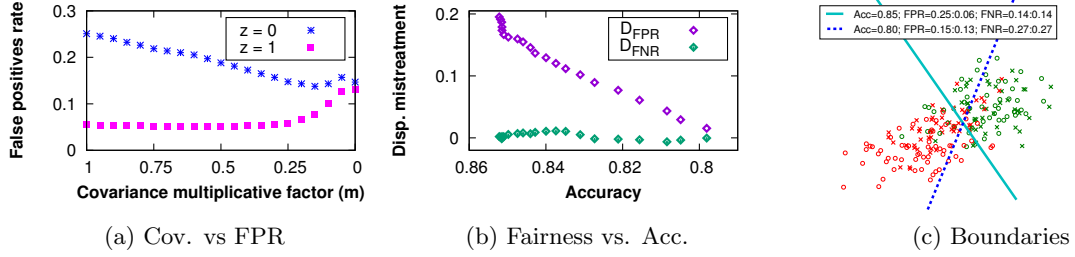 False positives rate
0.3
0.2
0.1
0
z = 0
z = 1
1
0.75
0.5
0.25
0
Covariance multiplicative factor (m)
(a) Cov. vs FPR
Disp. mistreatment
0.2
0.1
0
D_FPR
D_FNR
0.86
0.84
0.82
0.8
Accuracy
(b) Fairness vs. Acc.
Acc=0.85; FPR=0.25:0.06; FNR=0.14:0.14
Acc=0.80; FPR=0.15:0.13; FNR=0.27:0.27
(c) Boundaries